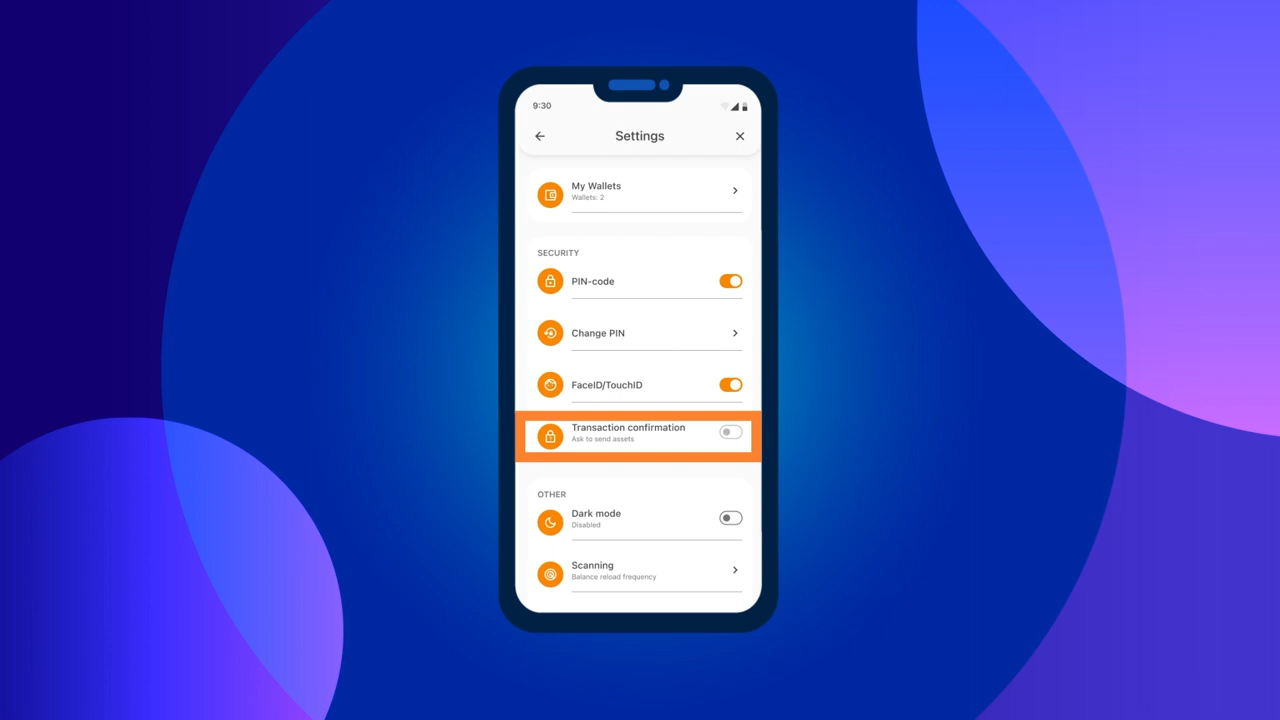 9:30
Settings
My Wallets
Wallets: 2
SECURITY
PIN-code
Change PIN
FaceID/TouchID
Transaction confirmation
Ask to send assets
OTHER
Dark mode
Disabled
Scanning
Balance reload frequency